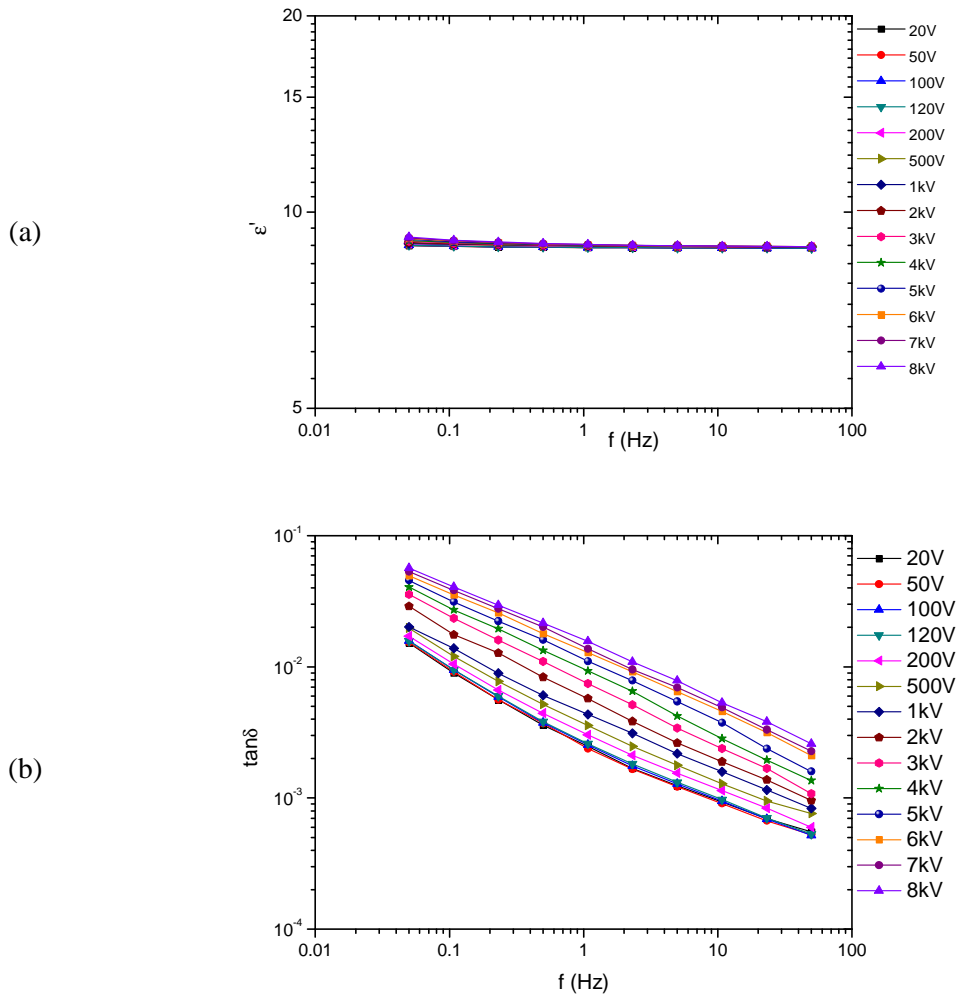 (a)
ε'
20
15
10
5
0.01
0.1
1
10
100
f (Hz)
20V
50V
100V
120V
200V
500V
1kV
2kV
3kV
4kV
5kV
6kV
7kV
8kV
(b)
tanδ
10-1
10-2
10-3
10-4
0.01
0.1
1
10
100
f (Hz)
20V
50V
100V
120V
200V
500V
1kV
2kV
3kV
4kV
5kV
6kV
7kV
8kV